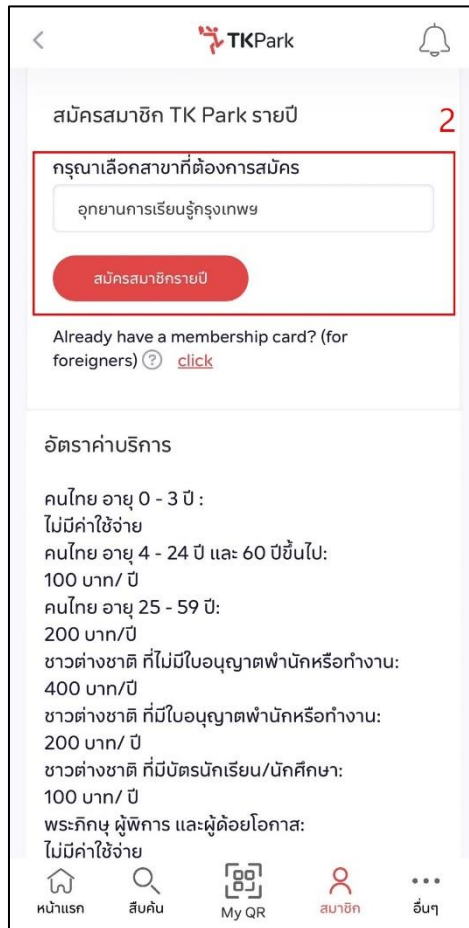 TKPark
สมัครสมาชิก TK Park รายปี
2
กรุณาเลือกสาขาที่ต้องการสมัคร
อุทยานการเรียนรู้กรุงเทพฯ
สมัครสมาชิกรายปี
Already have a membership card? (for
foreigners) ? click
อัตราค่าบริการ
คนไทย อายุ 0 - 3 ปี :
ไม่มีค่าใช้จ่าย
คนไทย อายุ 4 - 24 ปี และ 60 ปีขึ้นไป:
100 บาท/ ปี
คนไทย อายุ 25 - 59 ปี:
200 บาท/ปี
ชาวต่างชาติ ที่ไม่มีใบอนุญาตพำนักหรือทำงาน:
400 บาท/ปี
ชาวต่างชาติ ที่มีใบอนุญาตพำนักหรือทำงาน:
200 บาท/ ปี
ชาวต่างชาติ ที่มีบัตรนักเรียน/นักศึกษา:
100 บาท/ ปี
พระภิกษุ ผู้พิการ และผู้ด้อยโอกาส:
ไม่มีค่าใช้จ่าย
หน้าแรก สืบค้น My QR สมาชิก อื่นๆ